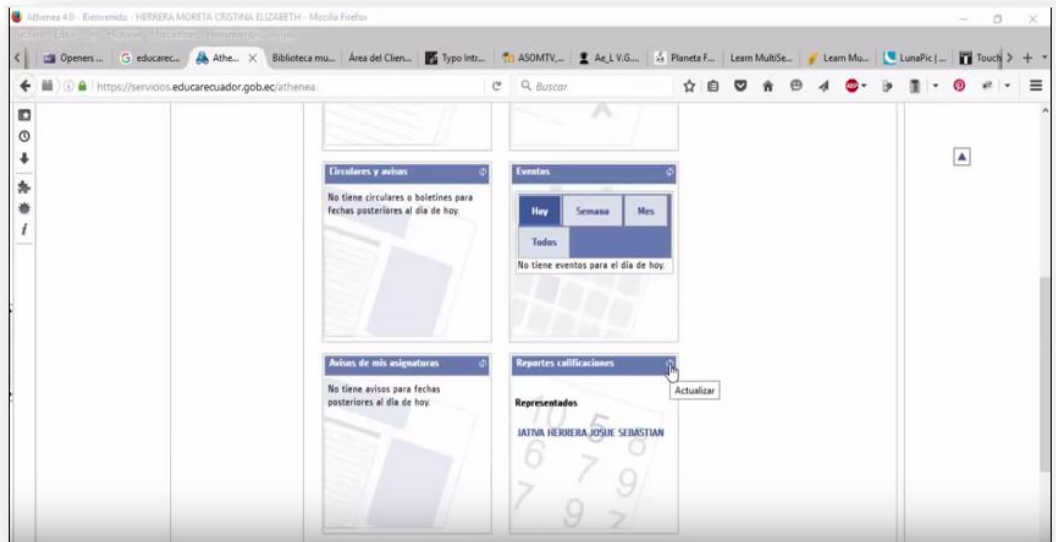 Athenea 4.0 - Bienvenido - HERRERA MORETA CRISTINA ELIZABETH - Mozilla Firefox
Openers ...
educarec...
Athe...
Biblioteca mu...
Área del Clien...
Typo Intr...
ASOMTV,...
Ae_L V.G....
Planeta F...
Learn MultiSe...
Learn Mu...
LunaPic | ...
Touch
https://servicios.educarecuador.gob.ec/athenea
Buscar
ABP
Circulares y avisos
No tiene circulares o boletines para
fechas posteriores al día de hoy.
Eventos
Hoy Semana Mes
Todos
No tiene eventos para el día de hoy.
Avisos de mis asignaturas
No tiene avisos para fechas
posteriores al día de hoy.
Reportes calificaciones
Actualizar
Representados
JATIVA HERRERA JOSUE SEBASTIAN